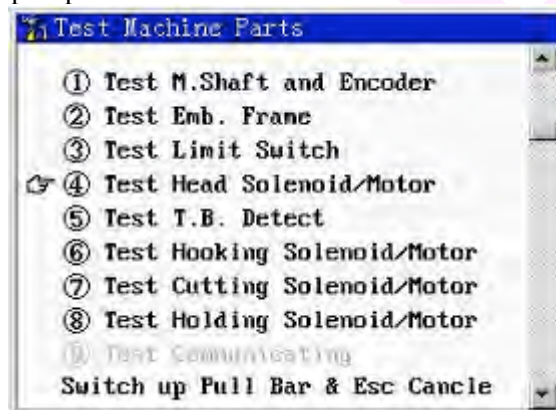 Test Machine Parts
① Test M.Shaft and Encoder
② Test Emb. Frame
③ Test Limit Switch
④ Test Head Solenoid/Motor
⑤ Test T.B. Detect
⑥ Test Hooking Solenoid/Motor
⑦ Test Cutting Solenoid/Motor
⑧ Test Holding Solenoid/Motor
⑨ Test Communicating
Switch up Pull Bar & Esc Cancle